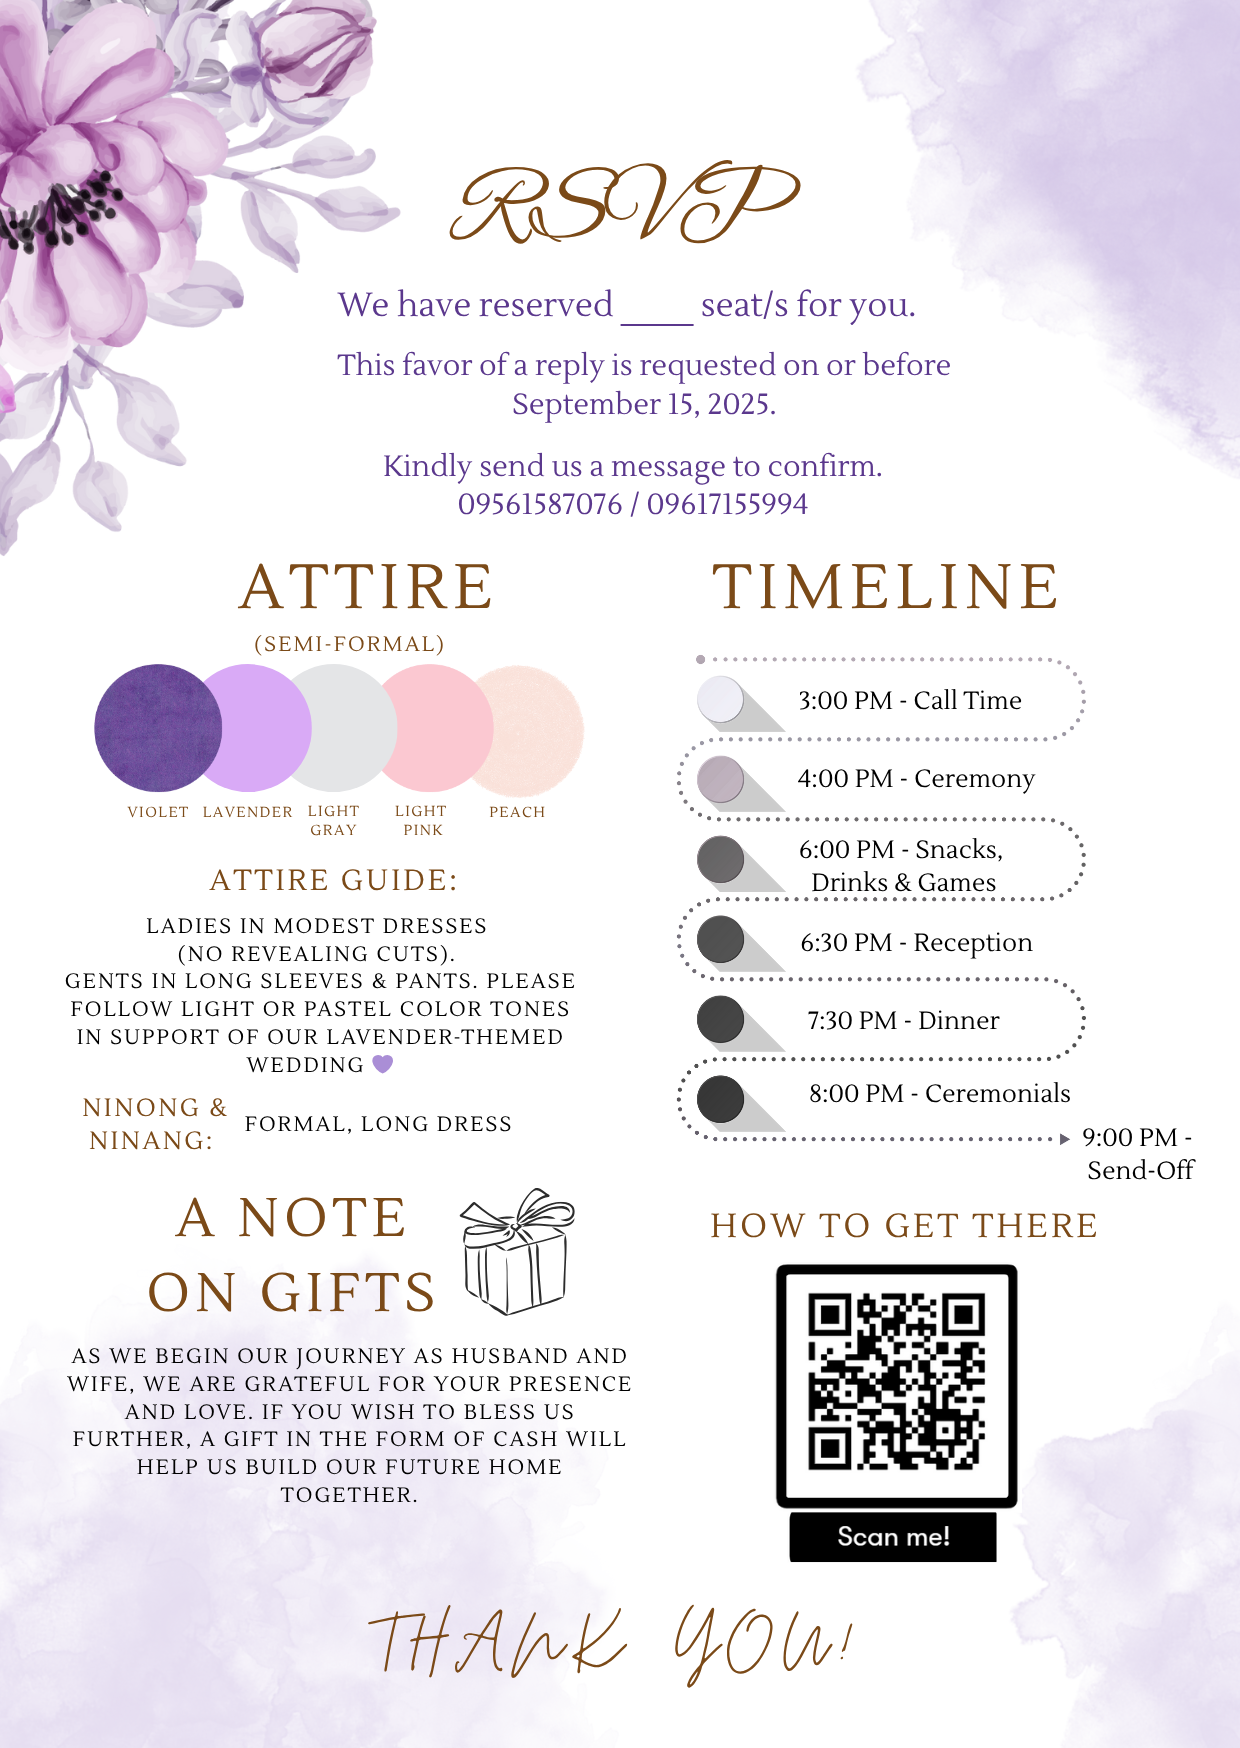 RSVP
We have reserved ____ seat/s for you.
This favor of a reply is requested on or before
September 15, 2025.
Kindly send us a message to confirm.
09561587076 / 09617155994
ATTIRE
(SEMI-FORMAL)
VIOLET
LAVENDER
LIGHT
GRAY
LIGHT
PINK
PEACH
ATTIRE GUIDE:
LADIES IN MODEST DRESSES
(NO REVEALING CUTS).
GENTS IN LONG SLEEVES & PANTS. PLEASE
FOLLOW LIGHT OR PASTEL COLOR TONES
IN SUPPORT OF OUR LAVENDER-THEMED
WEDDING 💜
NINONG &
NINANG:
FORMAL, LONG DRESS
A NOTE
ON GIFTS
AS WE BEGIN OUR JOURNEY AS HUSBAND AND
WIFE, WE ARE GRATEFUL FOR YOUR PRESENCE
AND LOVE. IF YOU WISH TO BLESS US
FURTHER, A GIFT IN THE FORM OF CASH WILL
HELP US BUILD OUR FUTURE HOME
TOGETHER.
TIMELINE
3:00 PM - Call Time
4:00 PM - Ceremony
6:00 PM - Snacks,
Drinks & Games
6:30 PM - Reception
7:30 PM - Dinner
8:00 PM - Ceremonials
9:00 PM -
Send-Off
HOW TO GET THERE
Scan me!
THANK YOU!